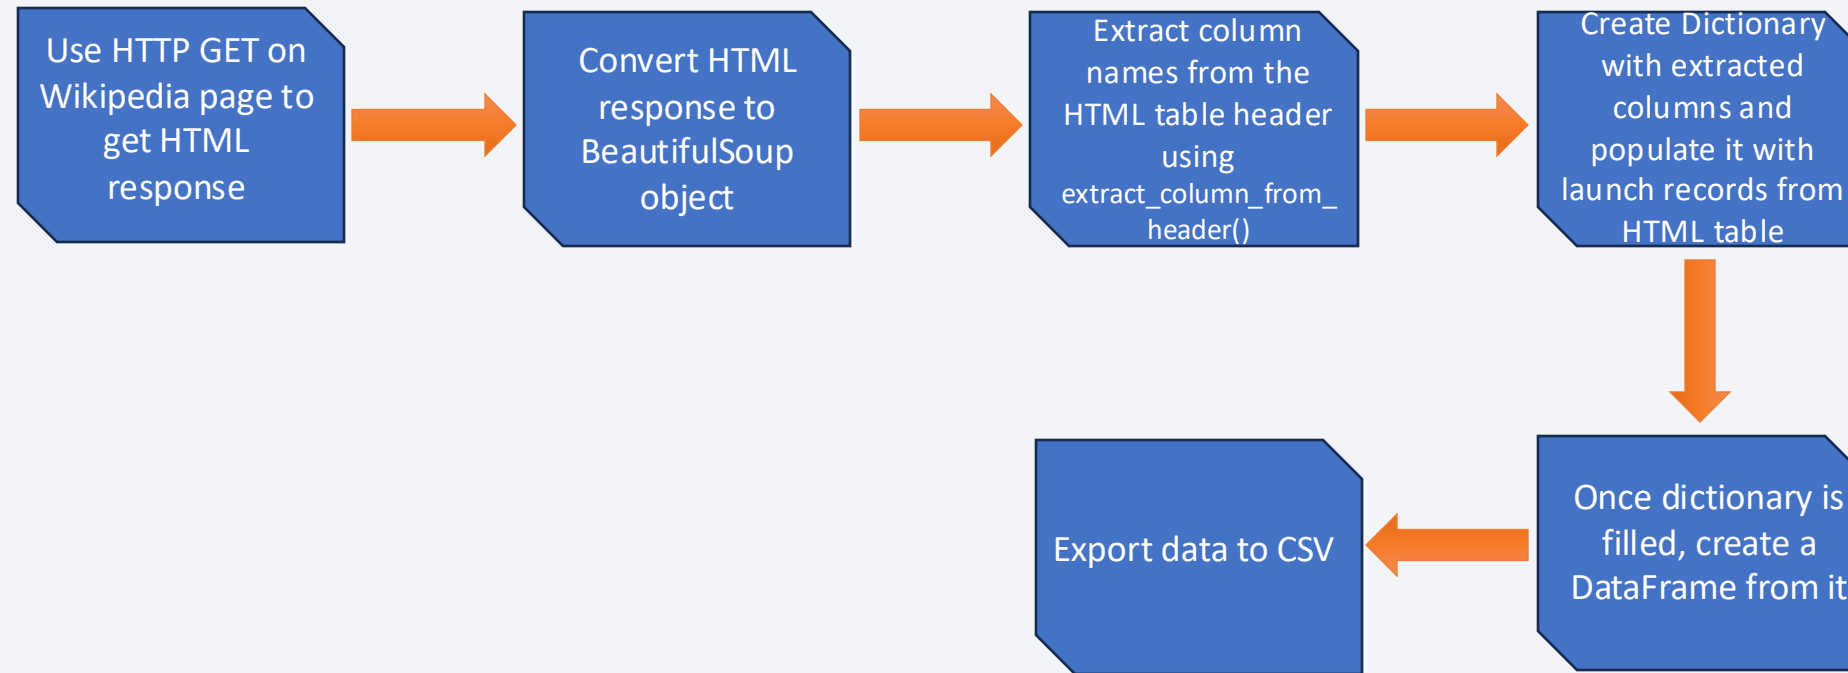 Use HTTP GET on
Wikipedia page to
get HTML
response
Convert HTML
response to
BeautifulSoup
object
Extract column
names from the
HTML table header
using
extract_column_from_
header()
Create Dictionary
with extracted
columns and
populate it with
launch records from
HTML table
Once dictionary is
filled, create a
DataFrame from it
Export data to CSV